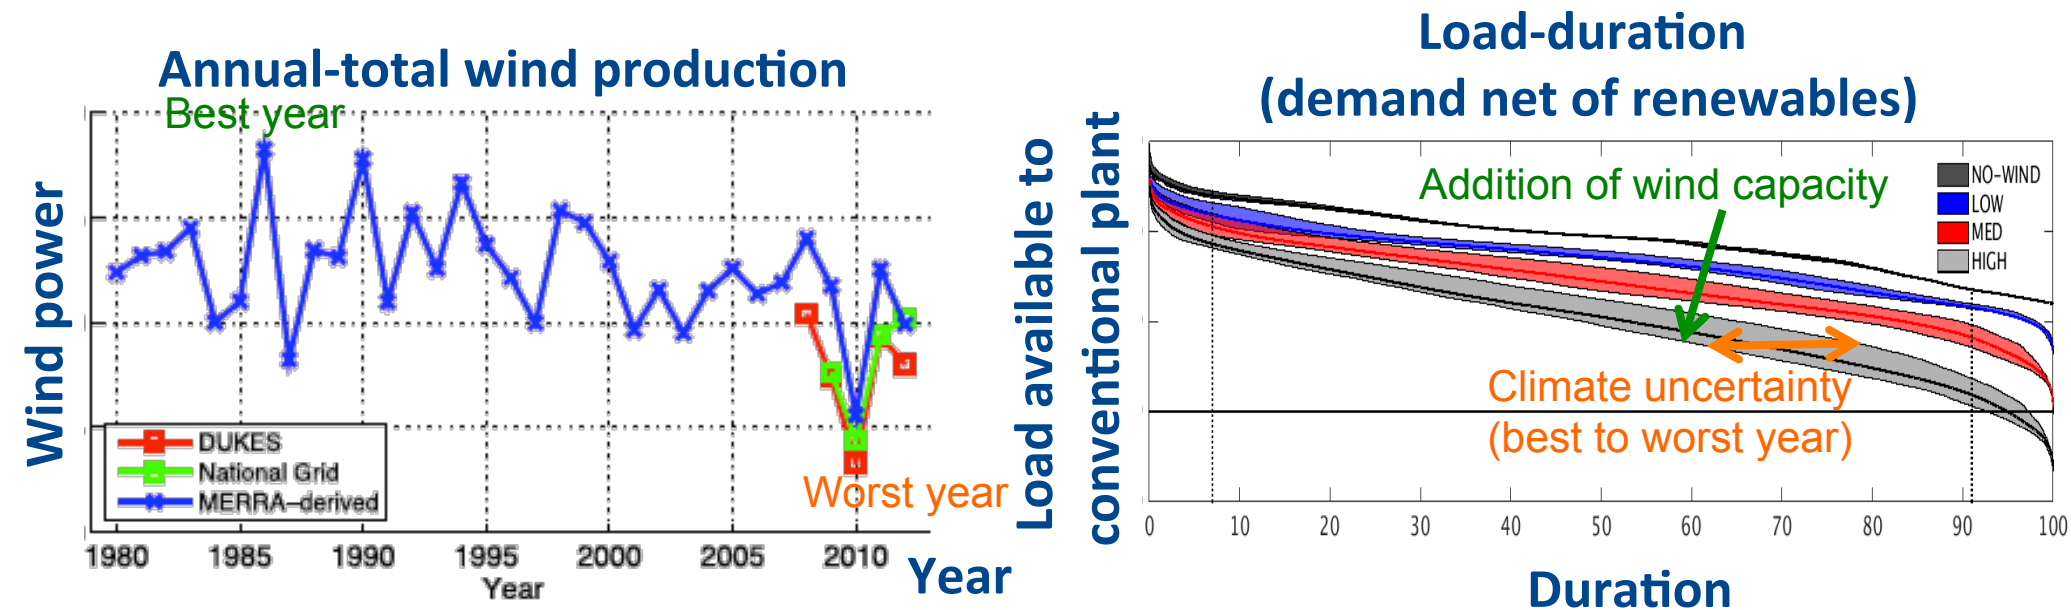 Annual-total wind production
Best year
Wind power
DUKES
National Grid
MERRA-derived
Worst year
1980 1985 1990 1995 2000 2005 2010
Year
Year
Load-duration
(demand net of renewables)
Load available to
conventional plant
Addition of wind capacity
NO-WIND
LOW
MED
HIGH
Climate uncertainty
(best to worst year)
0 10 20 30 40 50 60 70 80 90 100
Duration